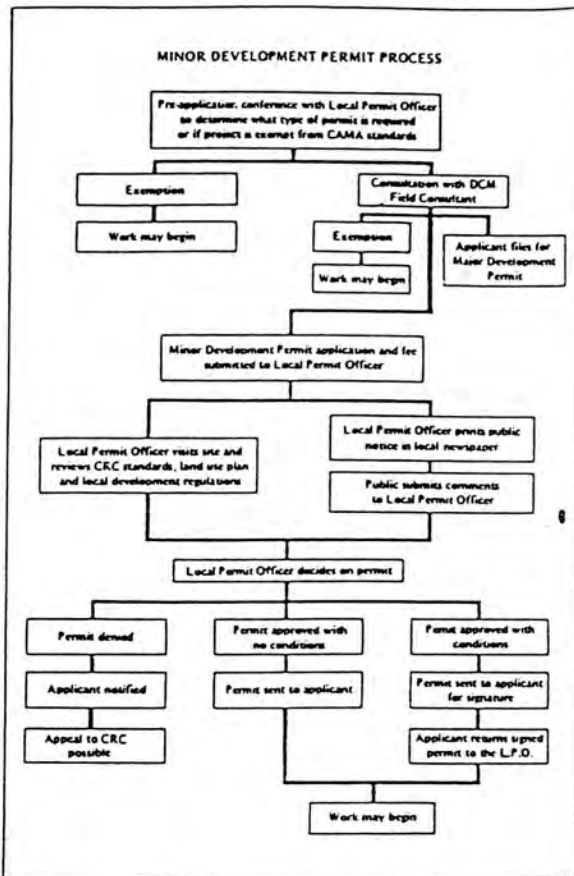 MINOR DEVELOPMENT PERMIT PROCESS
Pre-application conference with Local Permit Officer
to determine what type of permit is required
or if project is exempt from CAMA standards
Exemption
Work may begin
Consultation with DCM
Field Consultant
Exemption
Work may begin
Applicant files for
Major Development
Permit
Minor Development Permit application and fee
submitted to Local Permit Officer
Local Permit Officer visits site and
reviews CRC standards, land use plan
and local development regulations
Local Permit Officer prints public
notice in local newspaper
Public submits comments
to Local Permit Officer
Local Permit Officer decides on permit
Permit denied
Applicant notified
Appeal to CRC
possible
Permit approved with
no conditions
Permit sent to applicant
Permit approved with
conditions
Permit sent to applicant
for signature
Applicant returns signed
permit to the L.P.O.
Work may begin